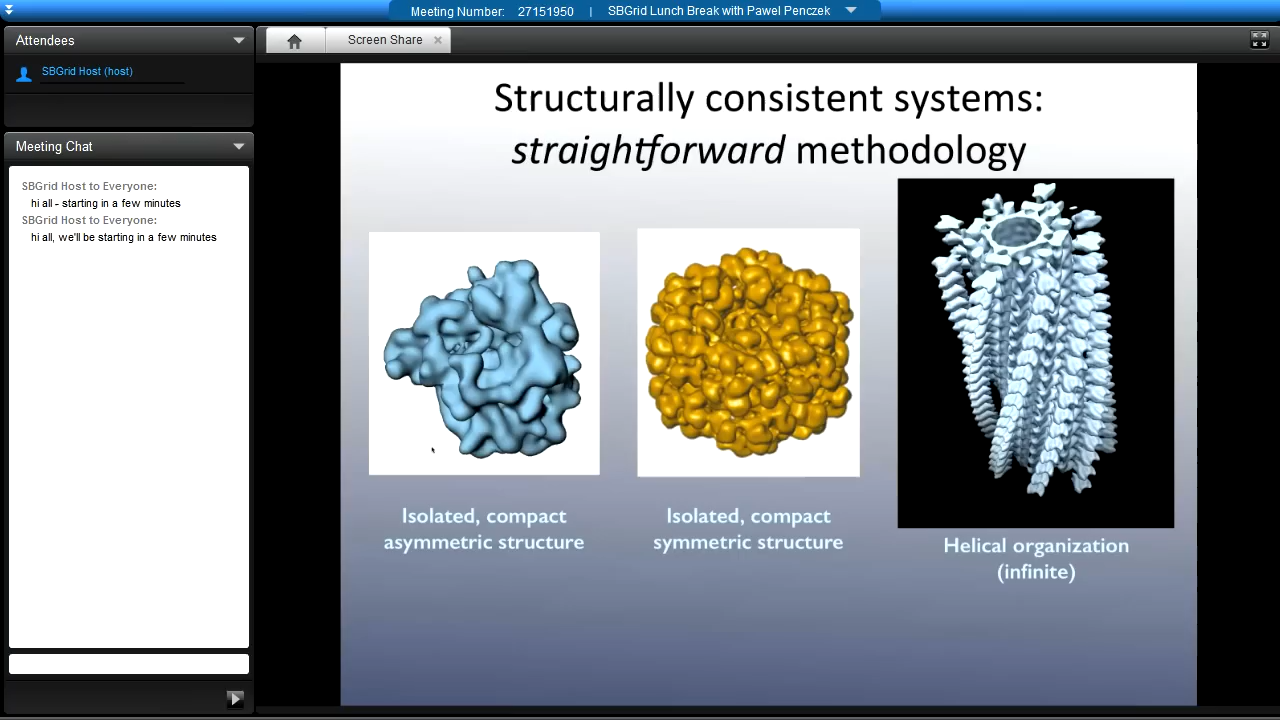 Meeting Number: 27151950 | SBGrid Lunch Break with Pawel Penczek
Attendees
SBGrid Host (host)
Meeting Chat
SBGrid Host to Everyone:
hi all - starting in a few minutes
SBGrid Host to Everyone:
hi all, we'll be starting in a few minutes
Screen Share
Structurally consistent systems:
straightforward methodology
Isolated, compact
asymmetric structure
Isolated, compact
symmetric structure
Helical organization
(infinite)